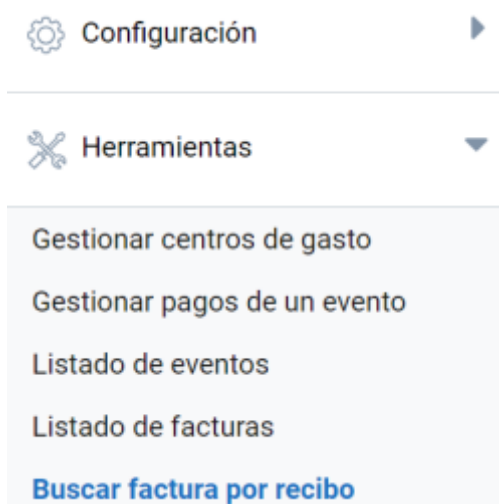 Configuración
Herramientas
Gestionar centros de gasto
Gestionar pagos de un evento
Listado de eventos
Listado de facturas
Buscar factura por recibo